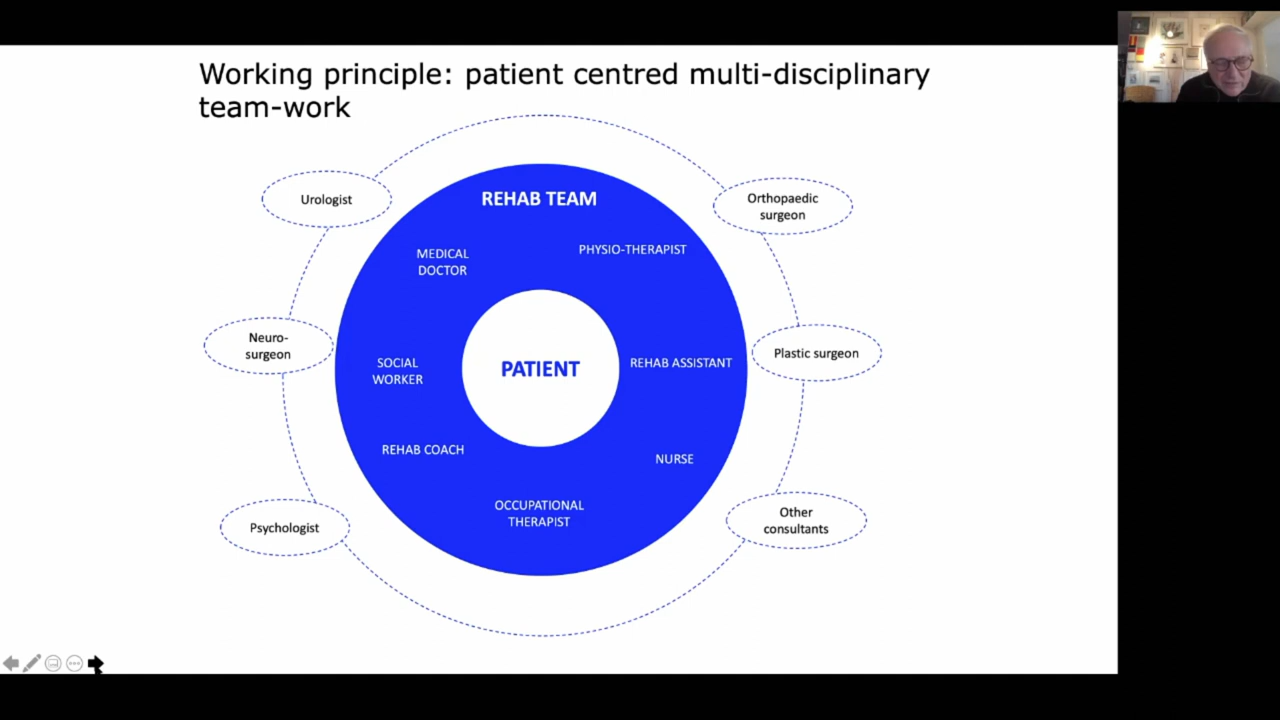 Working principle: patient centred multi-disciplinary
team-work
Urologist
Orthopaedic
surgeon
REHAB TEAM
MEDICAL
DOCTOR
PHYSIO-THERAPIST
Neuro-
surgeon
SOCIAL
WORKER
PATIENT
REHAB ASSISTANT
Plastic surgeon
REHAB COACH
NURSE
OCCUPATIONAL
THERAPIST
Psychologist
Other
consultants